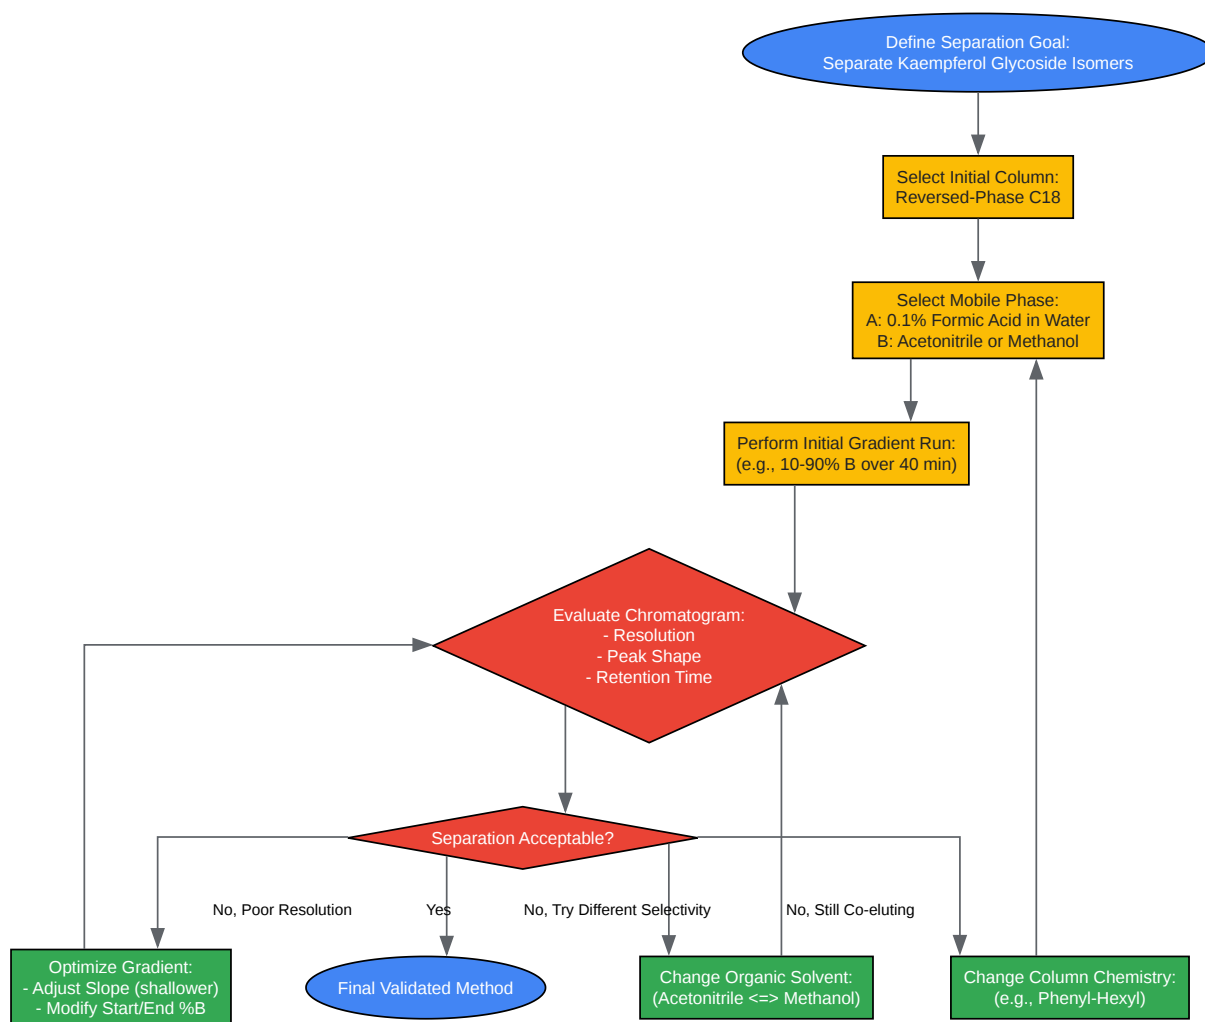 Define Separation Goal:
Separate Kaempferol Glycoside Isomers
Select Initial Column:
Reversed-Phase C18
Select Mobile Phase:
A: 0.1% Formic Acid in Water
B: Acetonitrile or Methanol
Perform Initial Gradient Run:
(e.g., 10-90% B over 40 min)
Evaluate Chromatogram:
- Resolution
- Peak Shape
- Retention Time
Separation Acceptable?
No, Poor Resolution
Yes
No, Try Different Selectivity
No, Still Co-eluting
Optimize Gradient:
- Adjust Slope (shallower)
- Modify Start/End %B
Final Validated Method
Change Organic Solvent:
(Acetonitrile <=> Methanol)
Change Column Chemistry:
(e.g., Phenyl-Hexyl)